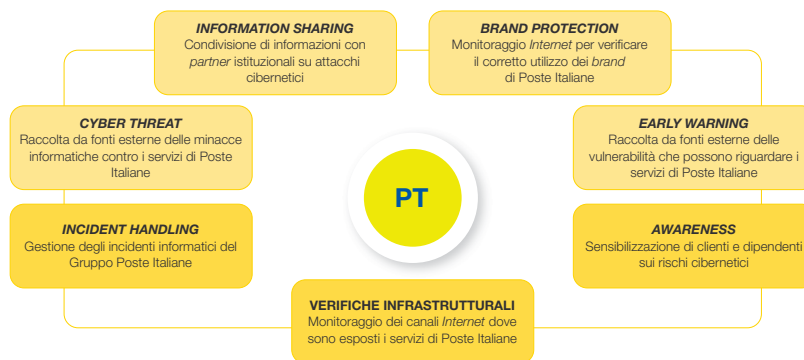 INFORMATION SHARING
Condivisione di informazioni con
partner istituzionali su attacchi
cibernetici
BRAND PROTECTION
Monitoraggio Internet per verificare
il corretto utilizzo dei brand
di Poste Italiane
CYBER THREAT
Raccolta da fonti esterne delle minacce
informatiche contro i servizi di Poste
Italiane
EARLY WARNING
Raccolta da fonti esterne delle
vulnerabilità che possono riguardare i
servizi di Poste Italiane
PT
INCIDENT HANDLING
Gestione degli incidenti informatici del
Gruppo Poste Italiane
AWARENESS
Sensibilizzazione di clienti e dipendenti
sui rischi cibernetici
VERIFICHE INFRASTRUTTURALI
Monitoraggio dei canali Internet dove
sono esposti i servizi di Poste Italiane